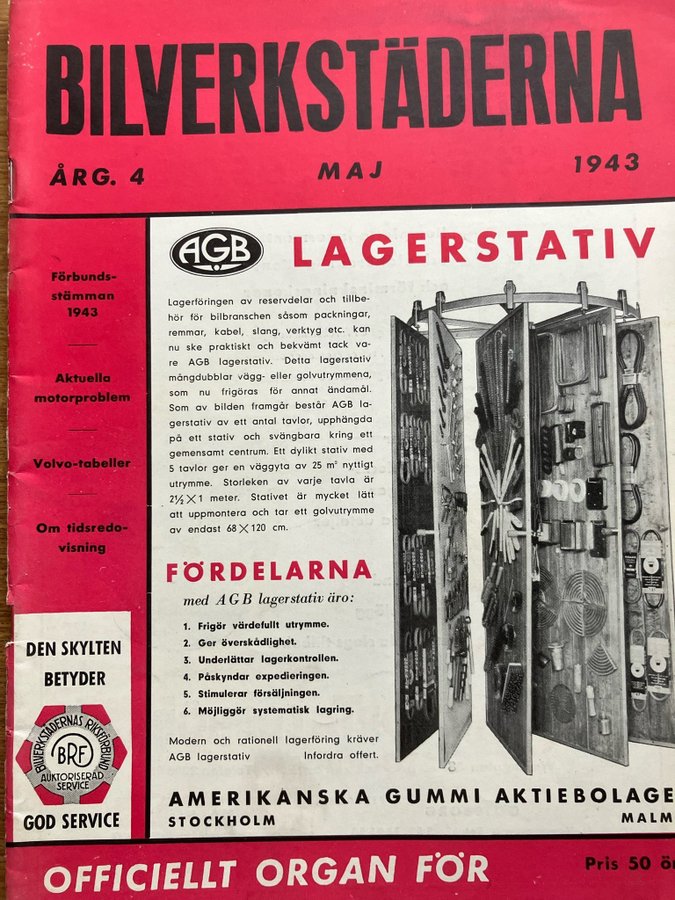 BILVERKSTÄDERNA
ÅRG. 4 MAJ 1943
Förbunds-
stämman
1943
Aktuella
motorproblem
Volvo-tabeller
Om tidsredo-
visning
DEN SKYLTEN
BETYDER
BILVERKSTÄDERNAS RIKSFÖRBUND
BRF
AUKTORISERAD
SERVICE
GOD SERVICE
AGB LAGERSTATIV
Lagerföringen av reservdelar och tillbe-
hör för bilbranschen såsom packningar,
remmar, kabel, slang, verktyg etc. kan
nu ske praktiskt och bekvämt tack va-
re AGB lagerstativ. Detta lagerstativ
mångdubblar vägg- eller golvutrymmena,
som nu frigöras för annat ändamål.
Som av bilden framgår består AGB la-
gerstativ av ett antal tavlor, upphängda
på ett stativ och svängbara kring ett
gemensamt centrum. Ett dylikt stativ med
5 tavlor ger en väggyta av 25 m² nyttigt
utrymme. Storleken av varje tavla är
2½×1 meter. Stativet är mycket lätt
att uppmontera och tar ett golvutrymme
av endast 68×120 cm.
FÖRDELARNA
med AGB lagerstativ äro:
1. Frigör värdefullt utrymme.
2. Ger överskådlighet.
3. Underlättar lagerkontrollen.
4. Påskyndar expedieringen.
5. Stimulerar försäljningen.
6. Möjliggör systematisk lagring.
Modern och rationell lagerföring kräver
AGB lagerstativ Infordra offert.
AMERIKANSKA GUMMI AKTIEBOLAGE
STOCKHOLM MALM
OFFICIELLT ORGAN FÖR Pris 50 ör